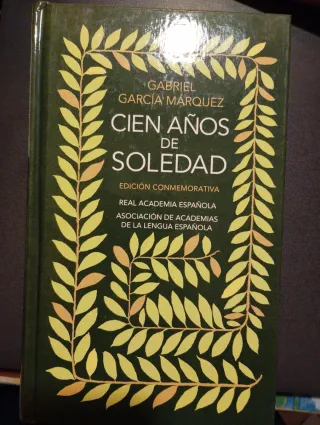 GABRIEL
GARCÍA MÁRQUEZ
CIEN AÑOS
DE
SOLEDAD
EDICIÓN CONMEMORATIVA
REAL ACADEMIA ESPAÑOLA
ASOCIACIÓN DE ACADEMIAS
DE LA LENGUA ESPAÑOLA